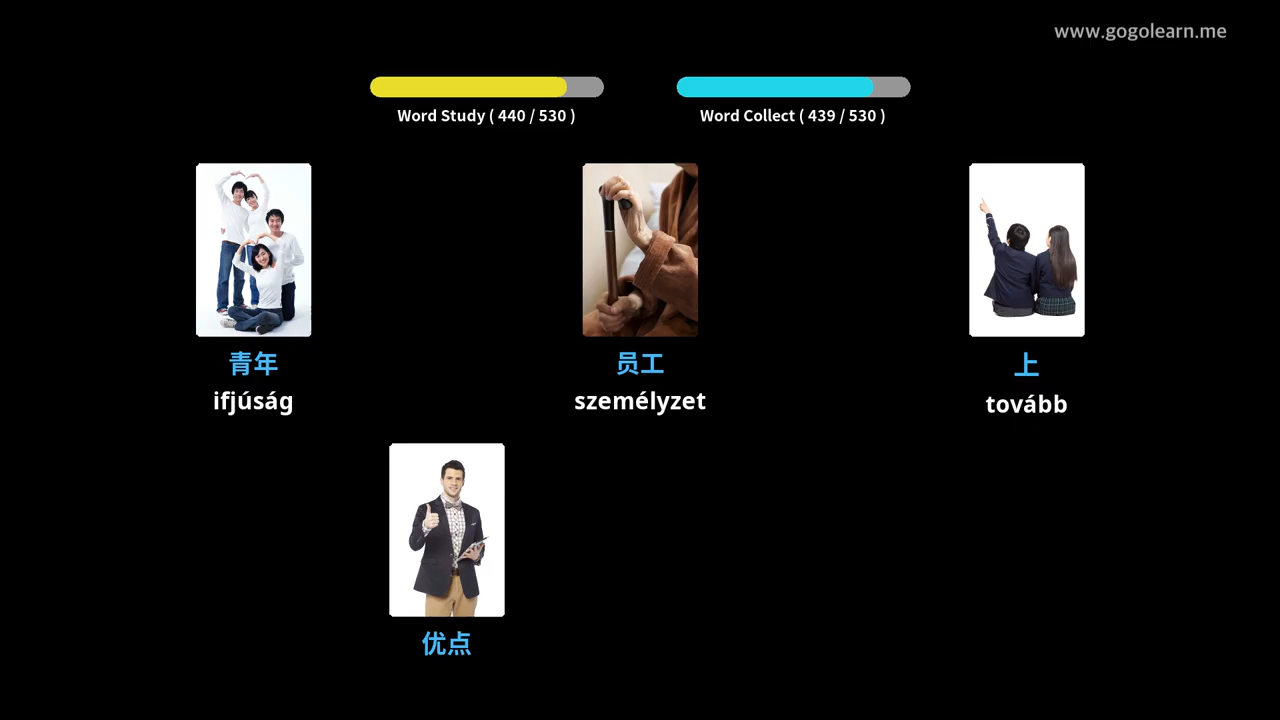 www.gogolearn.me
Word Study ( 440 / 530 )
Word Collect ( 439 / 530 )
青年
ifjúság
员工
személyzet
上
tovább
优点